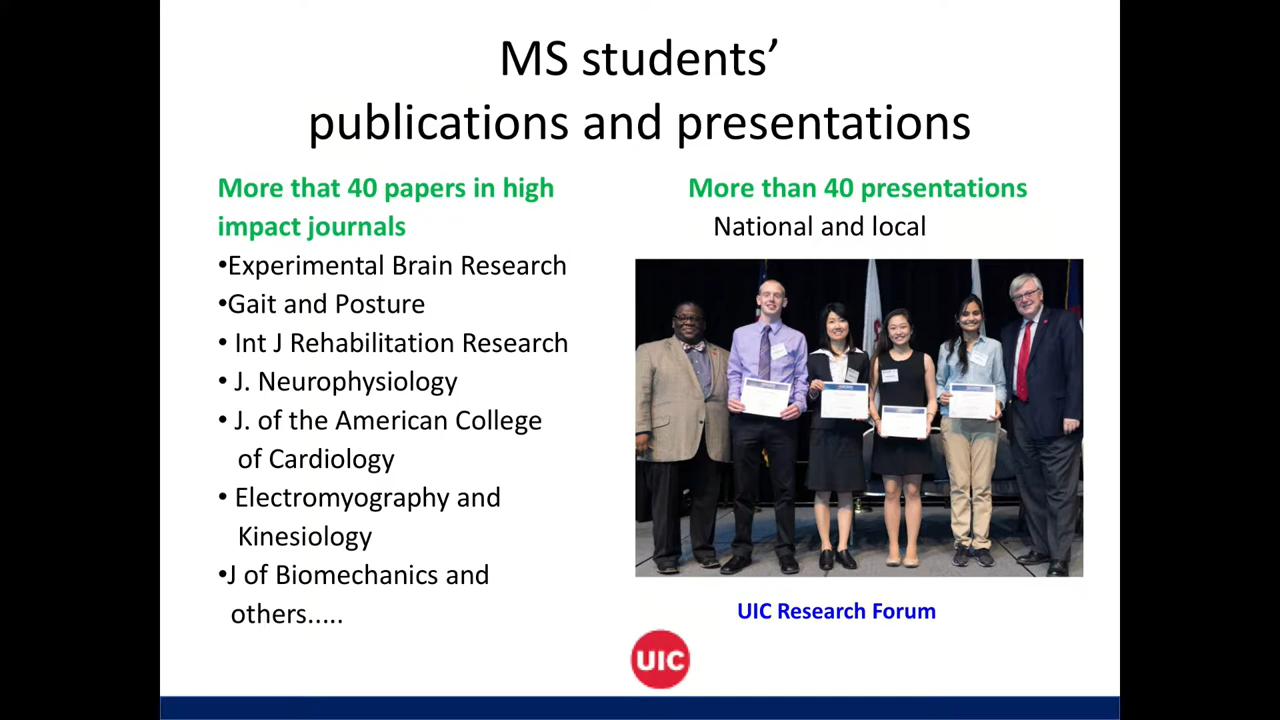 MS students’
publications and presentations
More that 40 papers in high
impact journals
•Experimental Brain Research
•Gait and Posture
• Int J Rehabilitation Research
• J. Neurophysiology
• J. of the American College
of Cardiology
• Electromyography and
Kinesiology
•J of Biomechanics and
others.....
More than 40 presentations
National and local
UIC Research Forum
UIC